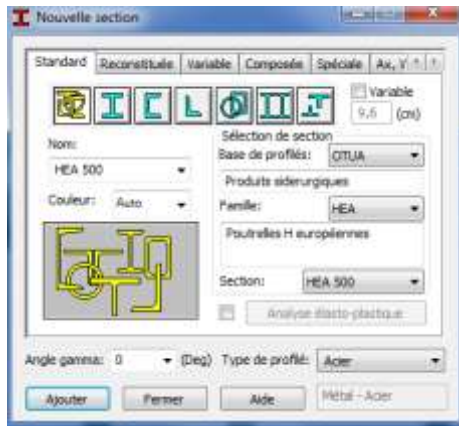 Nouvelle section
Standard Reconstituée Variable Composée Spéciale Ax, Y
Variable
9,6 (cm)
Nom:
HEA 500
Couleur: Auto
Sélection de section
Base de profilés: OTUA
Produits siderurgiques
Famille: HEA
Poutrelles H européennes
Section: HEA 500
Analyse élasto-plastique
Angle gamma: 0 (Deg) Type de profilé: Acier
Ajouter Fermer Aide Métal - Acier